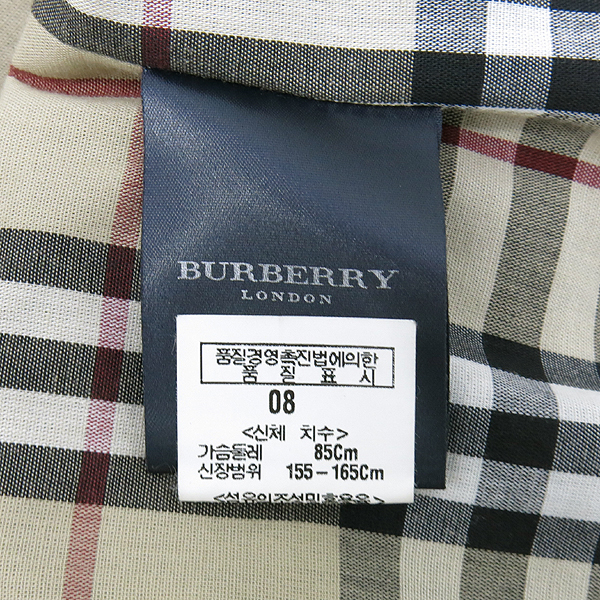 BURBERRY
LONDON
품질경영촉진법에의한
품 질 표 시
08
<신체 치수>
가슴둘레 85Cm
신장범위 155-165Cm